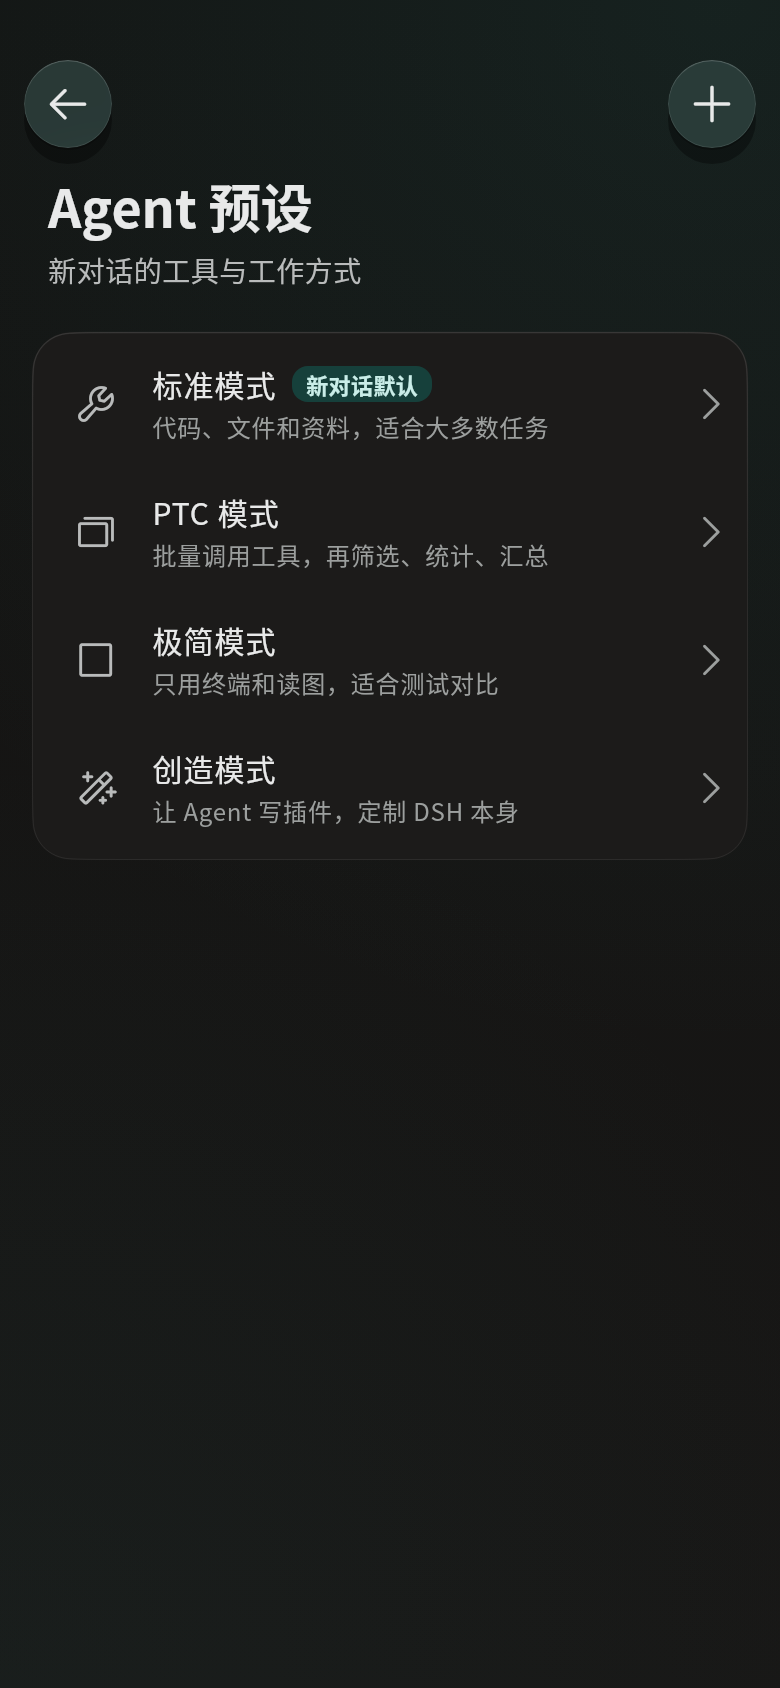 Agent 预设
新对话的工具与工作方式
标准模式 新对话默认
代码、文件和资料，适合大多数任务
PTC 模式
批量调用工具，再筛选、统计、汇总
极简模式
只用终端和读图，适合测试对比
创造模式
让 Agent 写插件，定制 DSH 本身